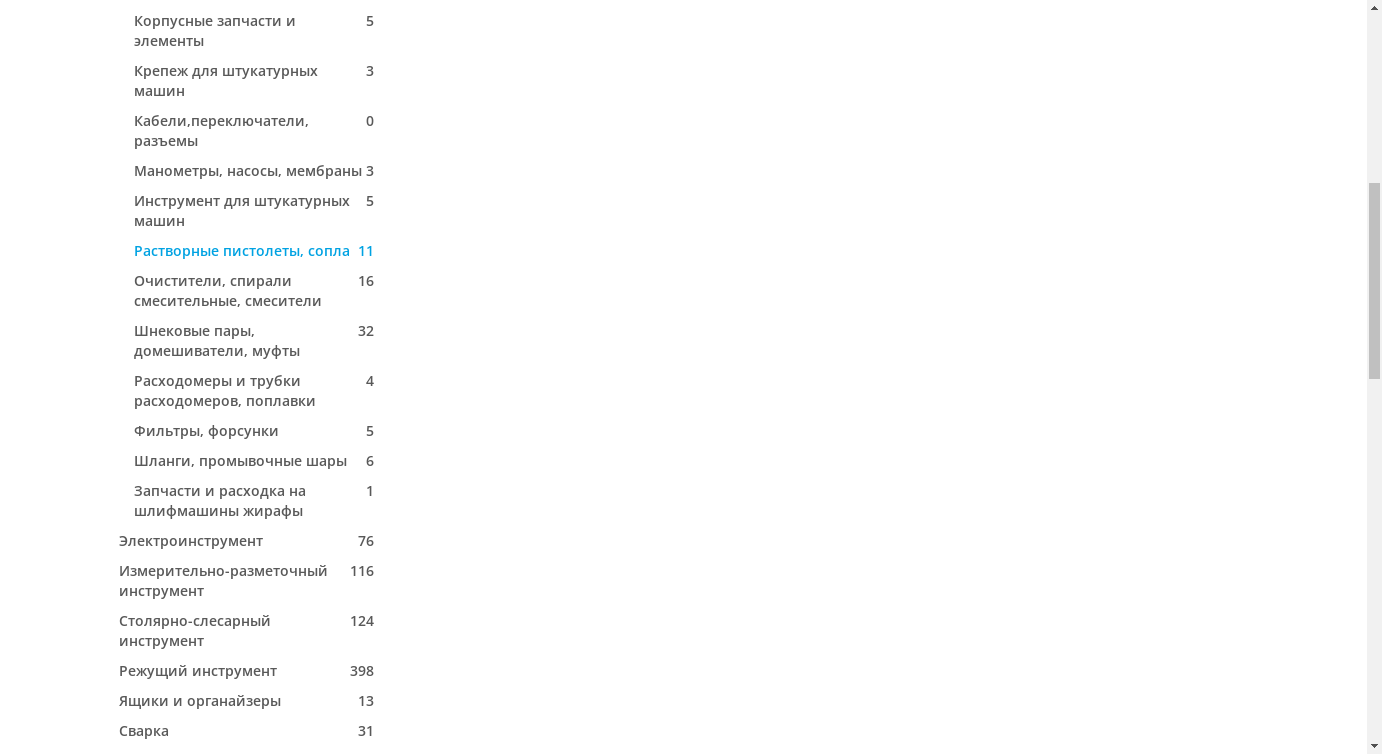 Корпусные запчасти и 5
элементы
Крепеж для штукатурных 3
машин
Кабели,переключатели, 0
разъемы
Манометры, насосы, мембраны 3
Инструмент для штукатурных 5
машин
Растворные пистолеты, сопла 11
Очистители, спирали 16
смесительные, смесители
Шнековые пары, 32
домешиватели, муфты
Расходомеры и трубки 4
расходомеров, поплавки
Фильтры, форсунки 5
Шланги, промывочные шары 6
Запчасти и расходка на 1
шлифмашины жирафы
Электроинструмент 76
Измерительно-разметочный 116
инструмент
Столярно-слесарный 124
инструмент
Режущий инструмент 398
Ящики и органайзеры 13
Сварка 31